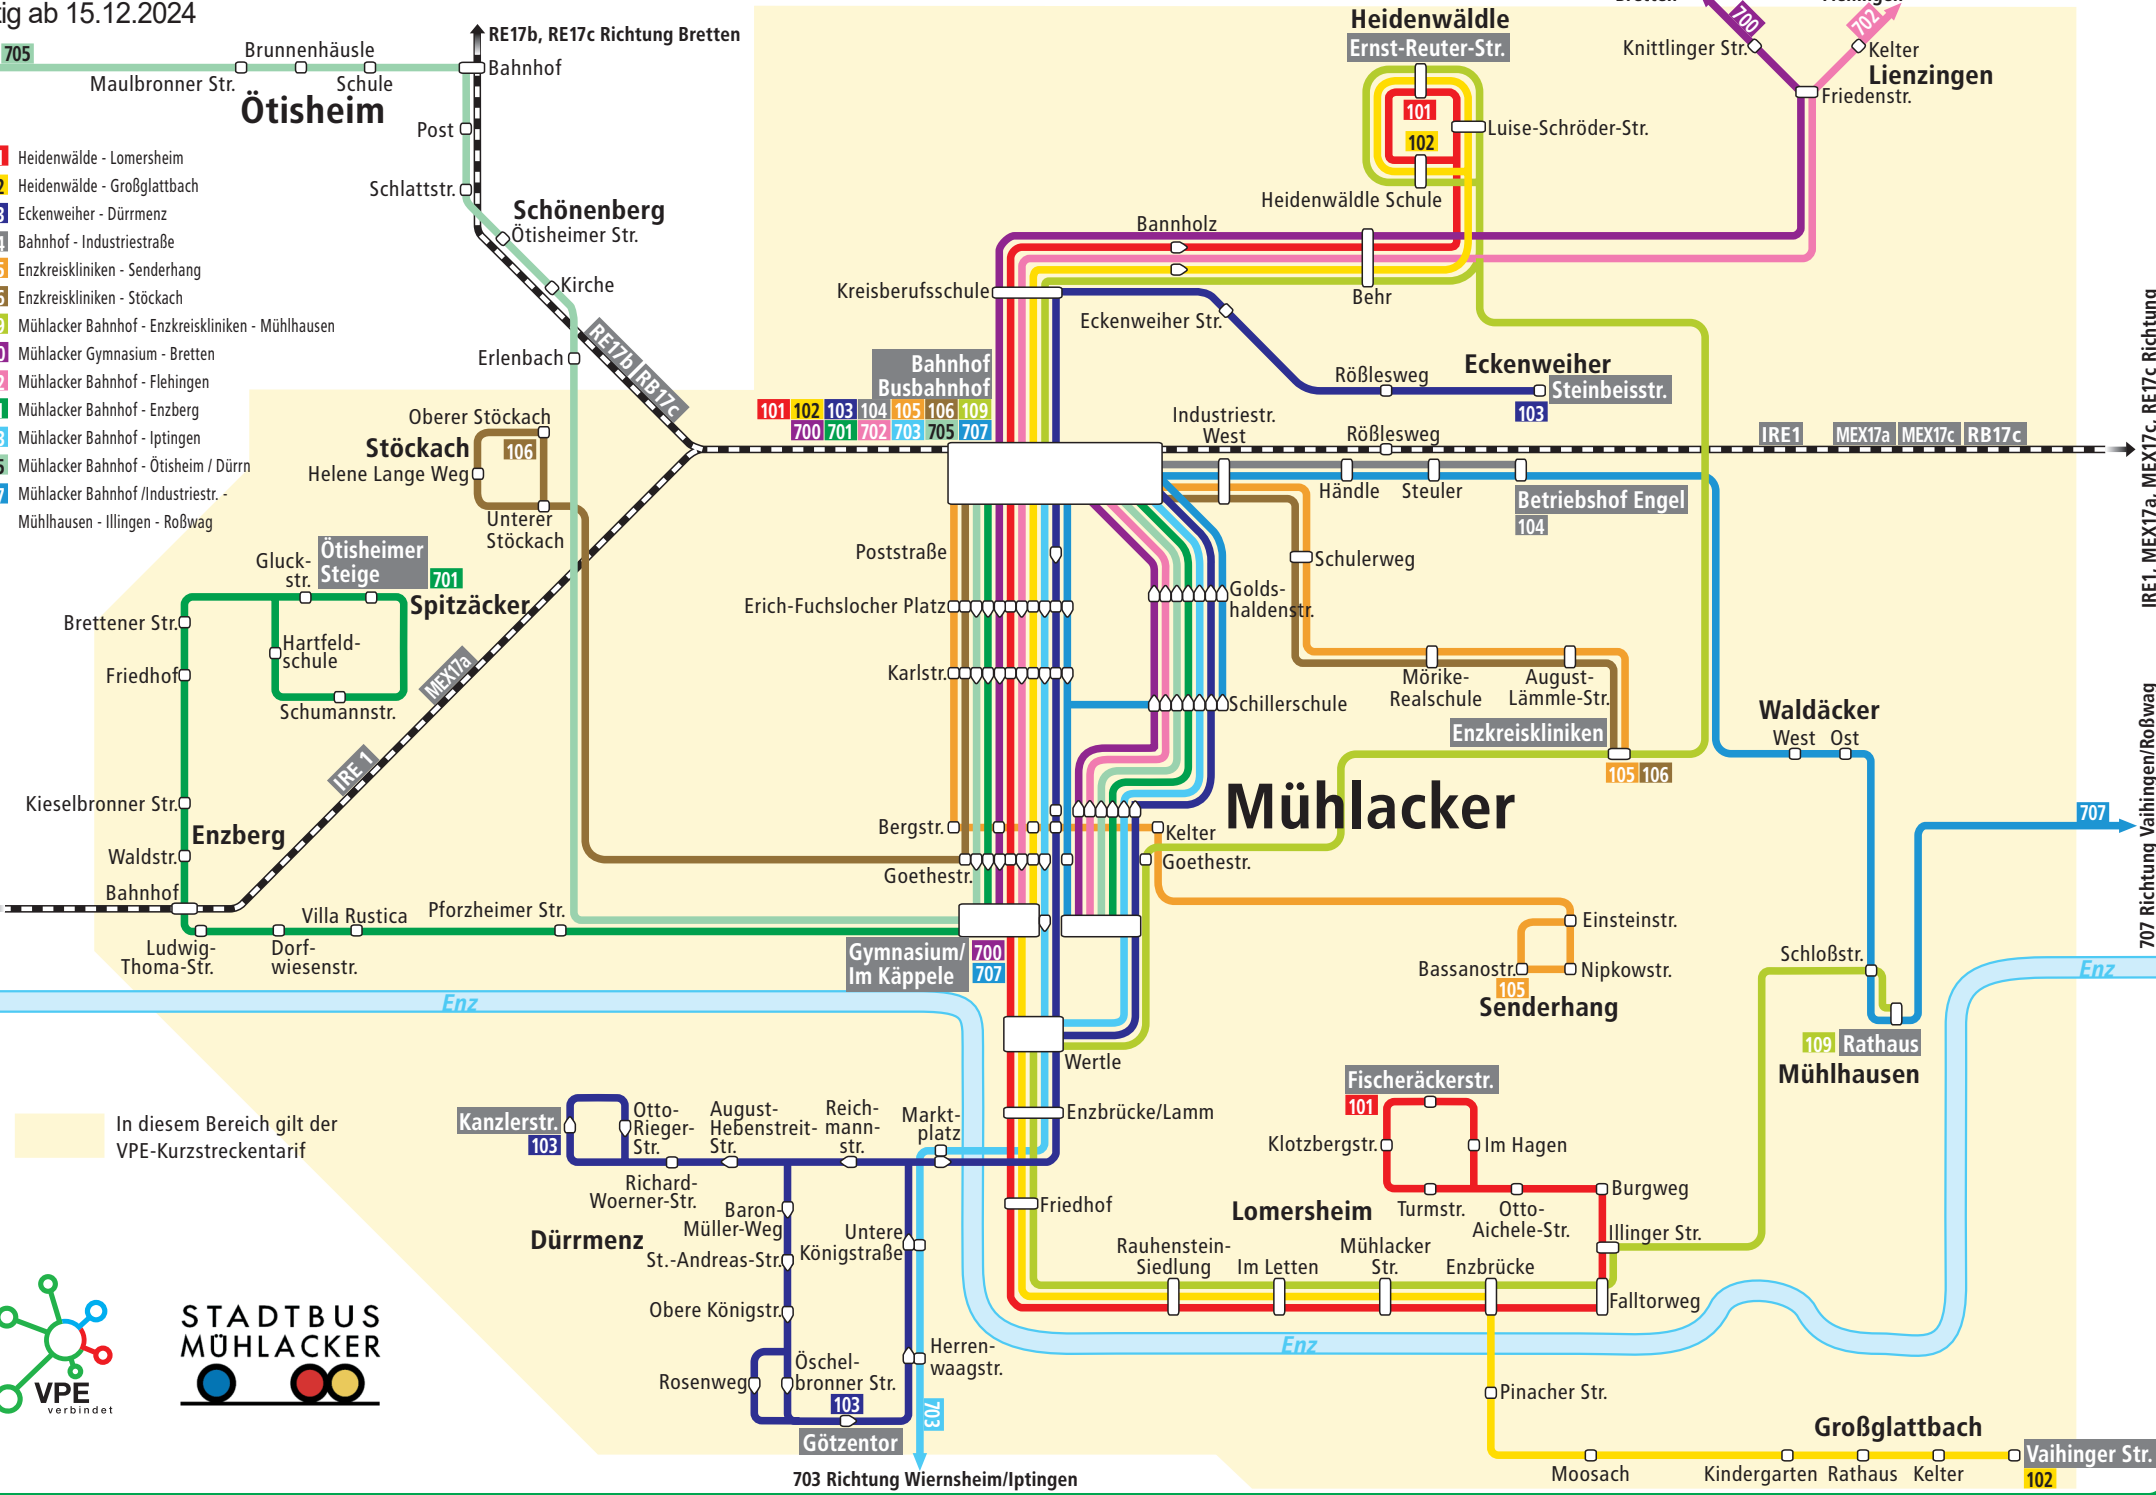 ig ab 15.12.2024
705
Brunnenhäusle
Maulbronner Str.
Schule
Ötisheim
RE17b, RE17c Richtung Bretten
Bahnhof
Post
Schlattstr.
Schönenberg
Ötisheimer Str.
Kirche
Erlenbach
RE17b RB17c
Heidenwälde - Lomersheim
Heidenwälde - Großglattbach
Eckenweiher - Dürrmenz
Bahnhof - Industriestraße
Enzkreiskliniken - Senderhang
Enzkreiskliniken - Stöckach
Mühlacker Bahnhof - Enzkreiskliniken - Mühlhausen
Mühlacker Gymnasium - Bretten
Mühlacker Bahnhof - Flehingen
Mühlacker Bahnhof - Enzberg
Mühlacker Bahnhof - Iptingen
Mühlacker Bahnhof - Ötisheim / Dürrn
Mühlacker Bahnhof /Industriestr. -
Mühlhausen - Illingen - Roßwag
Heidenwäldle
Ernst-Reuter-Str.
101
102
Luise-Schröder-Str.
Heidenwäldle Schule
700
702
Knittlinger Str.
Kelter
Lienzingen
Friedenstr.
Bannholz
Behr
Kreisberufsschule
Eckenweiher Str.
Eckenweiher
Rößlesweg
Steinbeisstr.
103
Bahnhof
Busbahnhof
101 102 103 104 105 106 109
700 701 702 703 705 707
Industriestr.
West
Rößlesweg
IRE1
MEX17a MEX17c RB17c
IRE1, MEX17a, MEX17c, RE17c Richtung
Händle
Steuler
Betriebshof Engel
104
Oberer Stöckach
Stöckach
106
Helene Lange Weg
Unterer
Stöckach
Gluck-
str.
Ötisheimer
Steige
701
Spitzäcker
Brettener Str.
Hartfeld-
schule
Friedhof
Schumannstr.
MEX17a
IRE 1
Kieselbronner Str.
Enzberg
Waldstr.
Bahnhof
Ludwig-
Thoma-Str.
Dorf-
wiesenstr.
Villa Rustica
Pforzheimer Str.
Poststraße
Erich-Fuchslocher Platz
Karlstr.
Bergstr.
Goethestr.
Golds-
haldenstr.
Schillerschule
Schulerweg
Mörike-
Realschule
August-
Lämmle-Str.
Enzkreiskliniken
105 106
Mühlacker
Kelter
Goethestr.
Waldäcker
West
Ost
707
707 Richtung Vaihingen/Roßwag
Gymnasium/
Im Käppele
700
707
Einsteinstr.
Bassanostr.
Nipkowstr.
105
Senderhang
Schloßstr.
109 Rathaus
Mühlhausen
Enz
Enz
Wertle
Enzbrücke/Lamm
In diesem Bereich gilt der
VPE-Kurzstreckentarif
Kanzlerstr.
103
Otto-
Rieger-
Str.
August-
Hebenstreit-
Str.
Reich-
mann-
str.
Markt-
platz
Richard-
Woerner-Str.
Baron-
Müller-Weg
Dürrmenz
St.-Andreas-Str.
Untere
Königstraße
Obere Königstr.
Rosenweg
Öschel-
bronner Str.
103
Götzentor
Herren-
waagstr.
703
703 Richtung Wiernsheim/Iptingen
Friedhof
Fischeräckerstr.
101
Klotzbergstr.
Im Hagen
Turmstr.
Otto-
Aichele-Str.
Burgweg
Lomersheim
Illinger Str.
Rauhenstein-
Siedlung
Im Letten
Mühlacker
Str.
Enzbrücke
Falltorweg
Enz
Pinacher Str.
Großglattbach
Moosach
Kindergarten
Rathaus
Kelter
Vaihinger Str.
102
VPE
verbindet
STADTBUS
MÜHLACKER